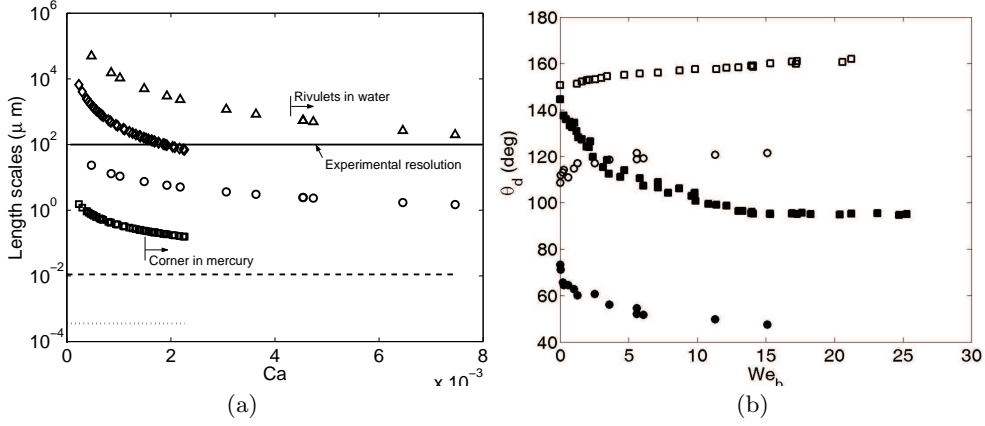 10^6
10^4
10^2
10^0
10^-2
10^-4
Length scales (μ m)
Rivulets in water
Experimental resolution
Corner in mercury
0 2 4 6 8
Ca
x 10^-3
(a)
180
160
140
120
100
80
60
40
θ_d (deg)
0 5 10 15 20 25 30
We_b
(b)